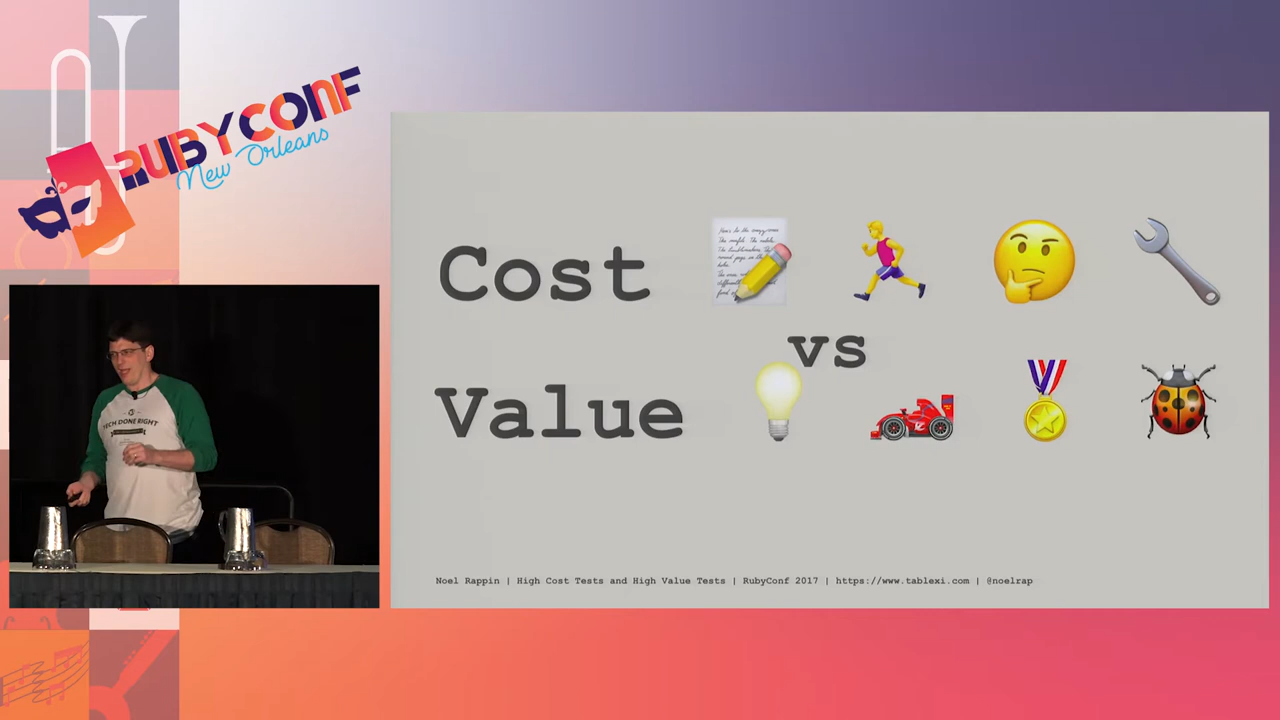 RUBYCONF
New Orleans
TECH DONE RIGHT
Cost
vs
Value
Noel Rappin | High Cost Tests and High Value Tests | RubyConf 2017 | https://www.tablexi.com | @noelrap